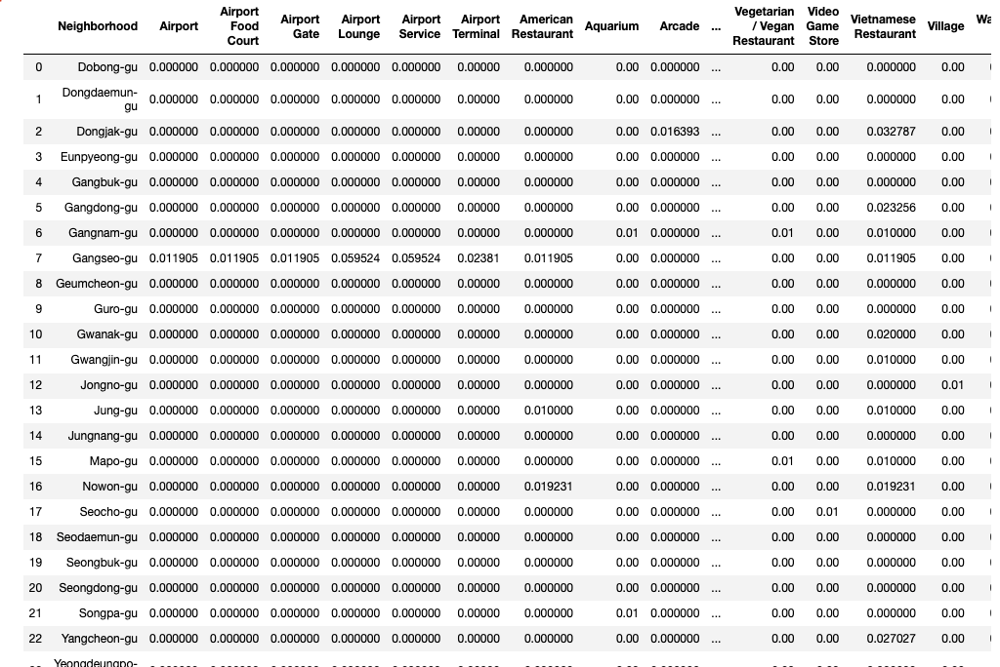 Neighborhood Airport Airport Food Court Airport Gate Airport Lounge Airport Service Airport Terminal American Restaurant Aquarium Arcade ... Vegetarian / Vegan Restaurant Video Game Store Vietnamese Restaurant Village
0 Dobong-gu 0.000000 0.000000 0.000000 0.000000 0.000000 0.00000 0.000000 0.00 0.000000 ... 0.00 0.00 0.000000 0.00
1 Dongdaemun-gu 0.000000 0.000000 0.000000 0.000000 0.000000 0.00000 0.000000 0.00 0.000000 ... 0.00 0.00 0.000000 0.00
2 Dongjak-gu 0.000000 0.000000 0.000000 0.000000 0.000000 0.00000 0.000000 0.00 0.016393 ... 0.00 0.00 0.032787 0.00
3 Eunpyeong-gu 0.000000 0.000000 0.000000 0.000000 0.000000 0.00000 0.000000 0.00 0.000000 ... 0.00 0.00 0.000000 0.00
4 Gangbuk-gu 0.000000 0.000000 0.000000 0.000000 0.000000 0.00000 0.000000 0.00 0.000000 ... 0.00 0.00 0.000000 0.00
5 Gangdong-gu 0.000000 0.000000 0.000000 0.000000 0.000000 0.00000 0.000000 0.00 0.000000 ... 0.00 0.00 0.023256 0.00
6 Gangnam-gu 0.000000 0.000000 0.000000 0.000000 0.000000 0.00000 0.000000 0.01 0.000000 ... 0.01 0.00 0.010000 0.00
7 Gangseo-gu 0.011905 0.011905 0.011905 0.059524 0.059524 0.02381 0.011905 0.00 0.000000 ... 0.00 0.00 0.011905 0.00
8 Geumcheon-gu 0.000000 0.000000 0.000000 0.000000 0.000000 0.00000 0.000000 0.00 0.000000 ... 0.00 0.00 0.000000 0.00
9 Guro-gu 0.000000 0.000000 0.000000 0.000000 0.000000 0.00000 0.000000 0.00 0.000000 ... 0.00 0.00 0.000000 0.00
10 Gwanak-gu 0.000000 0.000000 0.000000 0.000000 0.000000 0.00000 0.000000 0.00 0.000000 ... 0.00 0.00 0.020000 0.00
11 Gwangjin-gu 0.000000 0.000000 0.000000 0.000000 0.000000 0.00000 0.000000 0.00 0.000000 ... 0.00 0.00 0.010000 0.00
12 Jongno-gu 0.000000 0.000000 0.000000 0.000000 0.000000 0.00000 0.000000 0.00 0.000000 ... 0.00 0.00 0.000000 0.01
13 Jung-gu 0.000000 0.000000 0.000000 0.000000 0.000000 0.00000 0.010000 0.00 0.000000 ... 0.00 0.00 0.010000 0.00
14 Jungnang-gu 0.000000 0.000000 0.000000 0.000000 0.000000 0.00000 0.000000 0.00 0.000000 ... 0.00 0.00 0.000000 0.00
15 Mapo-gu 0.000000 0.000000 0.000000 0.000000 0.000000 0.00000 0.000000 0.00 0.000000 ... 0.01 0.00 0.010000 0.00
16 Nowon-gu 0.000000 0.000000 0.000000 0.000000 0.000000 0.00000 0.019231 0.00 0.000000 ... 0.00 0.00 0.019231 0.00
17 Seocho-gu 0.000000 0.000000 0.000000 0.000000 0.000000 0.00000 0.000000 0.00 0.000000 ... 0.00 0.01 0.000000 0.00
18 Seodaemun-gu 0.000000 0.000000 0.000000 0.000000 0.000000 0.00000 0.000000 0.00 0.000000 ... 0.00 0.00 0.000000 0.00
19 Seongbuk-gu 0.000000 0.000000 0.000000 0.000000 0.000000 0.00000 0.000000 0.00 0.000000 ... 0.00 0.00 0.000000 0.00
20 Seongdong-gu 0.000000 0.000000 0.000000 0.000000 0.000000 0.00000 0.000000 0.00 0.000000 ... 0.00 0.00 0.000000 0.00
21 Songpa-gu 0.000000 0.000000 0.000000 0.000000 0.000000 0.00000 0.000000 0.01 0.000000 ... 0.00 0.00 0.000000 0.00
22 Yangcheon-gu 0.000000 0.000000 0.000000 0.000000 0.000000 0.00000 0.000000 0.00 0.000000 ... 0.00 0.00 0.027027 0.00
Yeongdeungpo-